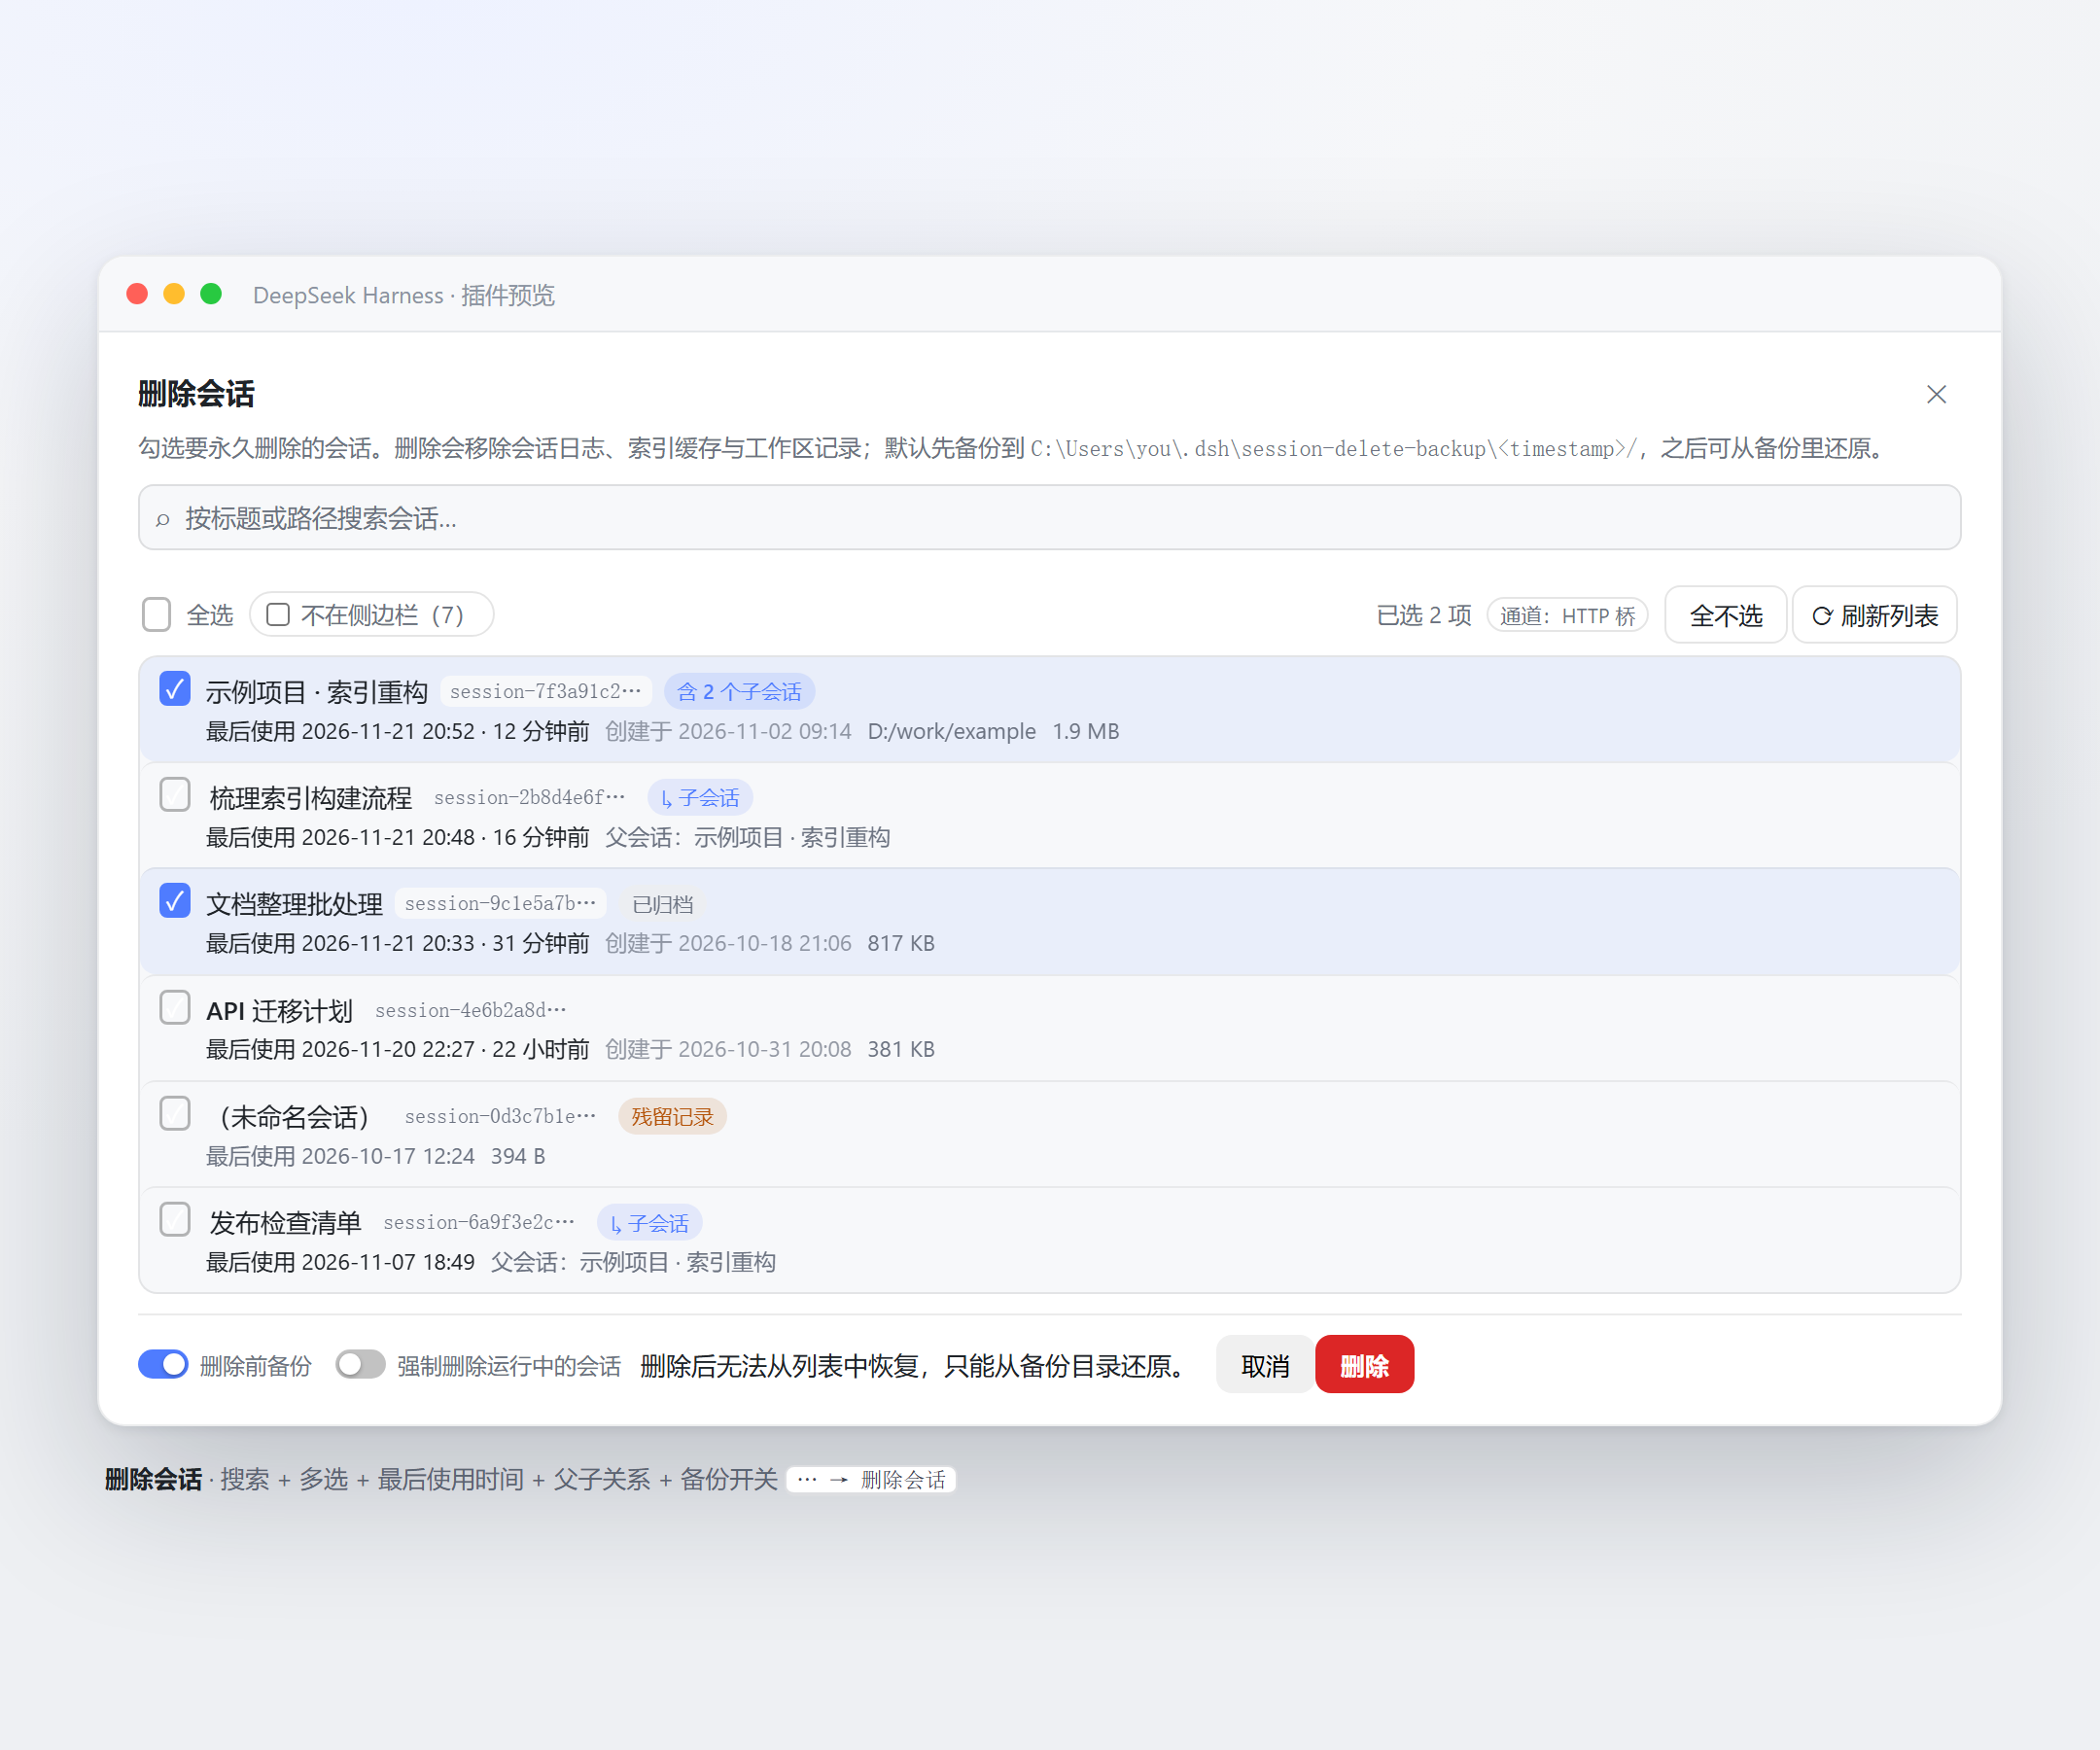 DeepSeek Harness · 插件预览
删除会话
勾选要永久删除的会话。删除会移除会话日志、索引缓存与工作区记录；默认先备份到 C:\Users\you\.dsh\session-delete-backup\<timestamp>/，之后可从备份里还原。
按标题或路径搜索会话...
全选 不在侧边栏（7） 已选 2 项 通道：HTTP 桥 全不选 刷新列表
示例项目 · 索引重构 session-7f3a91c2… 含 2 个子会话
最后使用 2026-11-21 20:52 · 12 分钟前 创建于 2026-11-02 09:14 D:/work/example 1.9 MB
梳理索引构建流程 session-2b8d4e6f… ↳ 子会话
最后使用 2026-11-21 20:48 · 16 分钟前 父会话：示例项目 · 索引重构
文档整理批处理 session-9c1e5a7b… 已归档
最后使用 2026-11-21 20:33 · 31 分钟前 创建于 2026-10-18 21:06 817 KB
API 迁移计划 session-4e6b2a8d…
最后使用 2026-11-20 22:27 · 22 小时前 创建于 2026-10-31 20:08 381 KB
（未命名会话） session-0d3c7b1e… 残留记录
最后使用 2026-10-17 12:24 394 B
发布检查清单 session-6a9f3e2c… ↳ 子会话
最后使用 2026-11-07 18:49 父会话：示例项目 · 索引重构
删除前备份 强制删除运行中的会话 删除后无法从列表中恢复，只能从备份目录还原。 取消 删除
删除会话 · 搜索 + 多选 + 最后使用时间 + 父子关系 + 备份开关 … → 删除会话